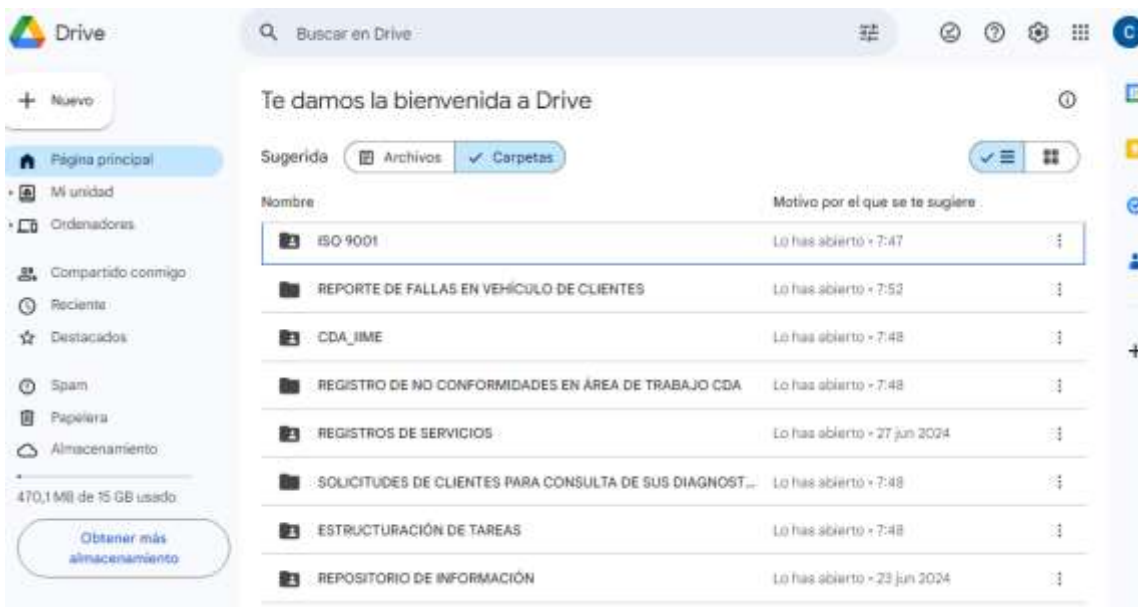 Drive
Buscar en Drive
C
Nuevo
Página principal
Mi unidad
Ordenadores
Compartido conmigo
Reciente
Destacados
Spam
Papelera
Almacenamiento
470,1 MB de 15 GB usado
Obtener más
almacenamiento
Te damos la bienvenida a Drive
Sugerida Archivos Carpetas
Nombre Motivo por el que se te sugiere
ISO 9001 Lo has abierto • 7:47
REPORTE DE FALLAS EN VEHÍCULO DE CLIENTES Lo has abierto • 7:52
CDA_IIME Lo has abierto • 7:48
REGISTRO DE NO CONFORMIDADES EN ÁREA DE TRABAJO CDA Lo has abierto • 7:48
REGISTROS DE SERVICIOS Lo has abierto • 27 jun 2024
SOLICITUDES DE CLIENTES PARA CONSULTA DE SUS DIAGNOST... Lo has abierto • 7:48
ESTRUCTURACIÓN DE TAREAS Lo has abierto • 7:48
REPOSITORIO DE INFORMACIÓN Lo has abierto • 23 jun 2024